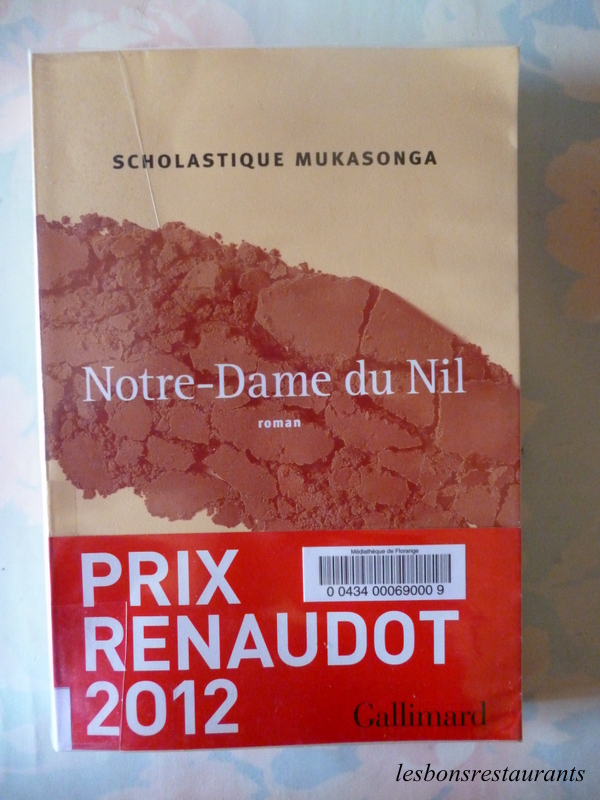 SCHOLASTIQUE MUKASONGA
Notre-Dame du Nil
roman
PRIX
RENAUDOT
2012
Médiathèque de Florange
0 0434 00069000 9
Gallimard
lesbonsrestaurants